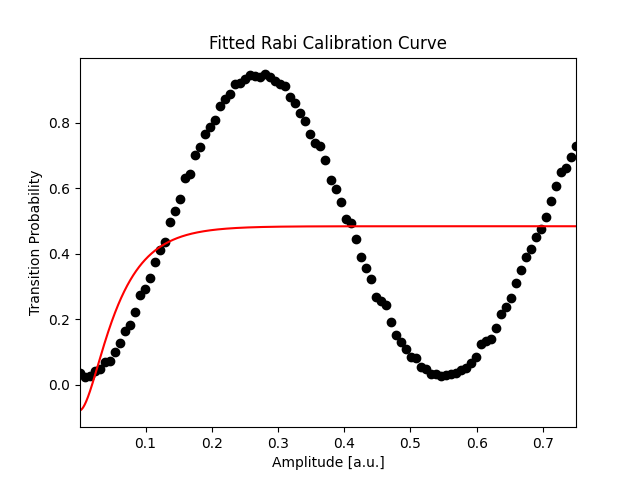 Fitted Rabi Calibration Curve
Transition Probability
0.8
0.6
0.4
0.2
0.0
0.1 0.2 0.3 0.4 0.5 0.6 0.7
Amplitude [a.u.]